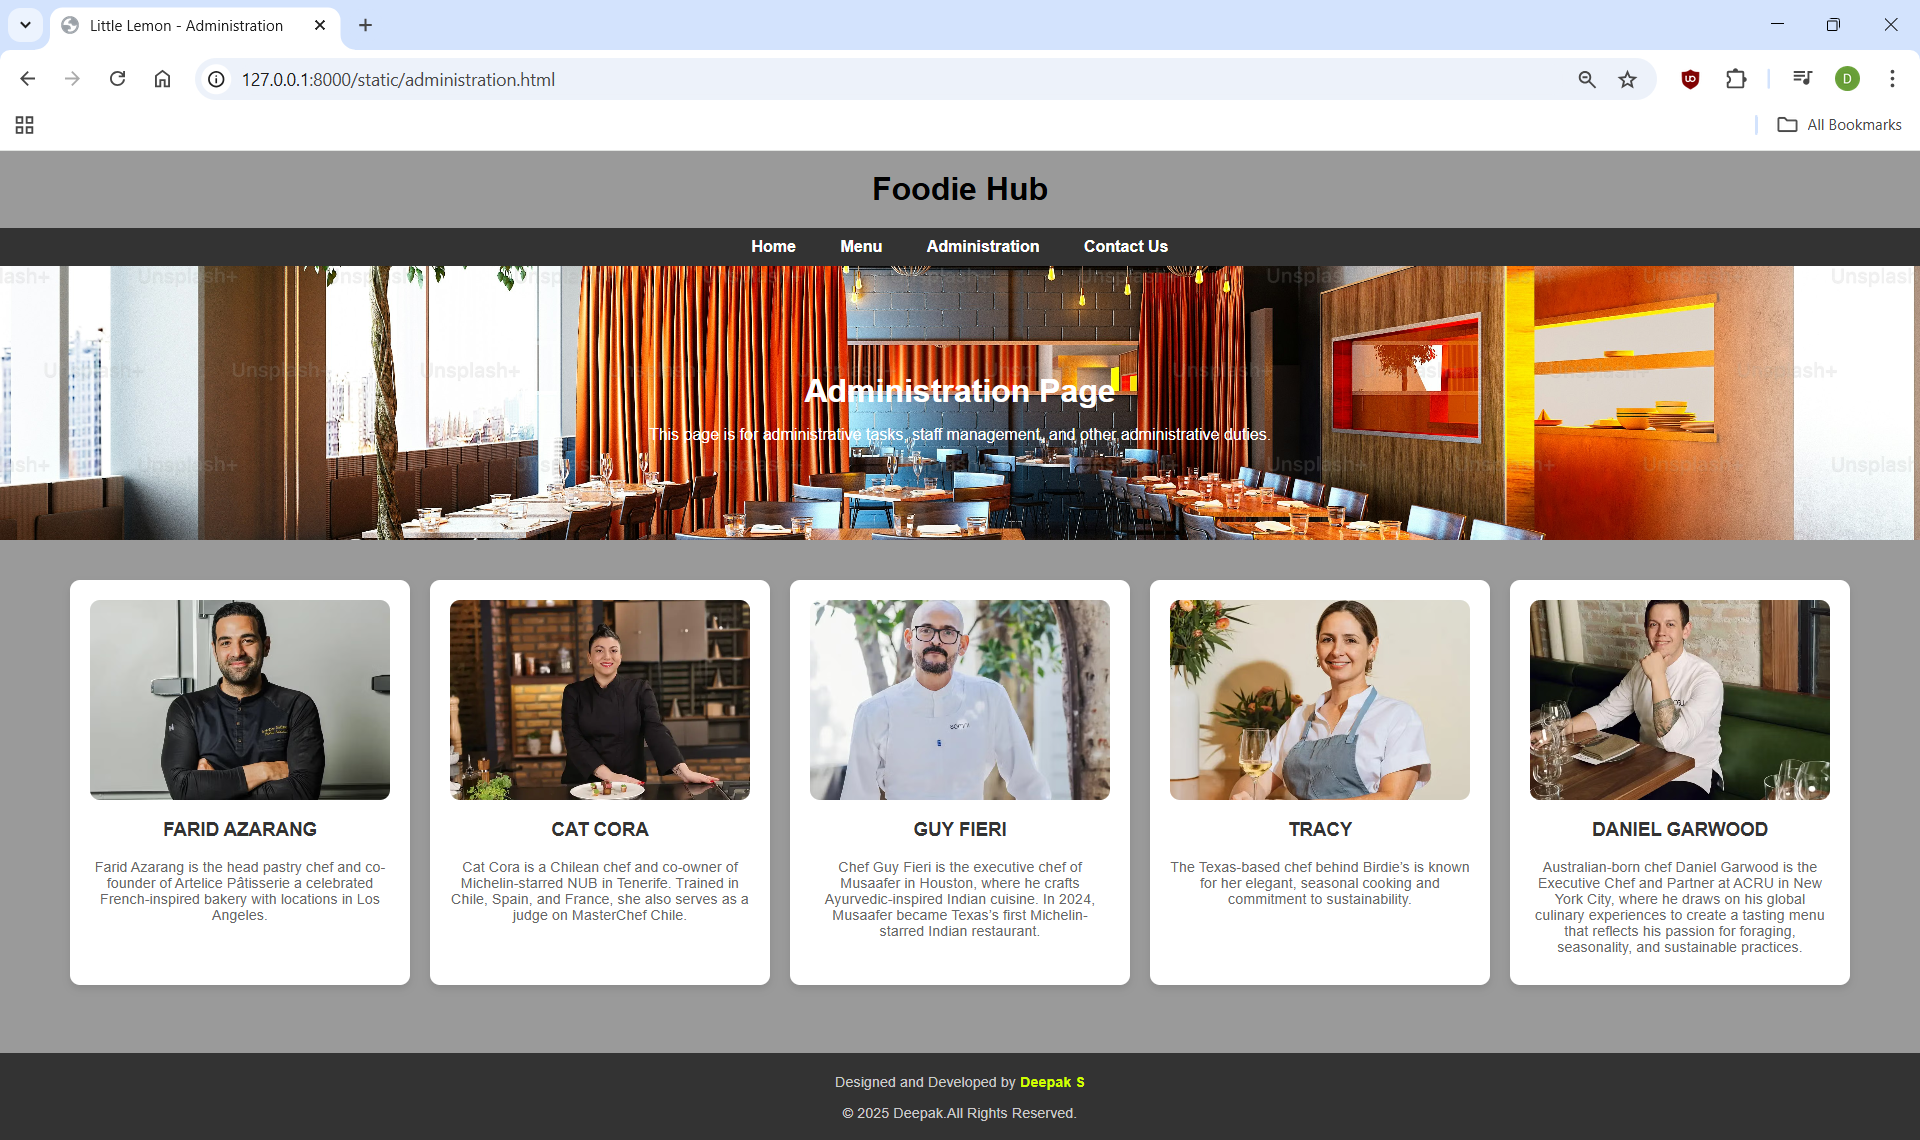 Little Lemon - Administration
127.0.0.1:8000/static/administration.html
D
All Bookmarks
Foodie Hub
Home Menu Administration Contact Us
Administration Page
This page is for administrative tasks, staff management, and other administrative duties.
Unsplash+
FARID AZARANG
Farid Azarang is the head pastry chef and co-
founder of Artelice Pâtisserie a celebrated
French-inspired bakery with locations in Los
Angeles.
CAT CORA
Cat Cora is a Chilean chef and co-owner of
Michelin-starred NUB in Tenerife. Trained in
Chile, Spain, and France, she also serves as a
judge on MasterChef Chile.
GUY FIERI
Chef Guy Fieri is the executive chef of
Musaafer in Houston, where he crafts
Ayurvedic-inspired Indian cuisine. In 2024,
Musaafer became Texas’s first Michelin-
starred Indian restaurant.
TRACY
The Texas-based chef behind Birdie’s is known
for her elegant, seasonal cooking and
commitment to sustainability.
DANIEL GARWOOD
Australian-born chef Daniel Garwood is the
Executive Chef and Partner at ACRU in New
York City, where he draws on his global
culinary experiences to create a tasting menu
that reflects his passion for foraging,
seasonality, and sustainable practices.
Designed and Developed by Deepak S
© 2025 Deepak.All Rights Reserved.